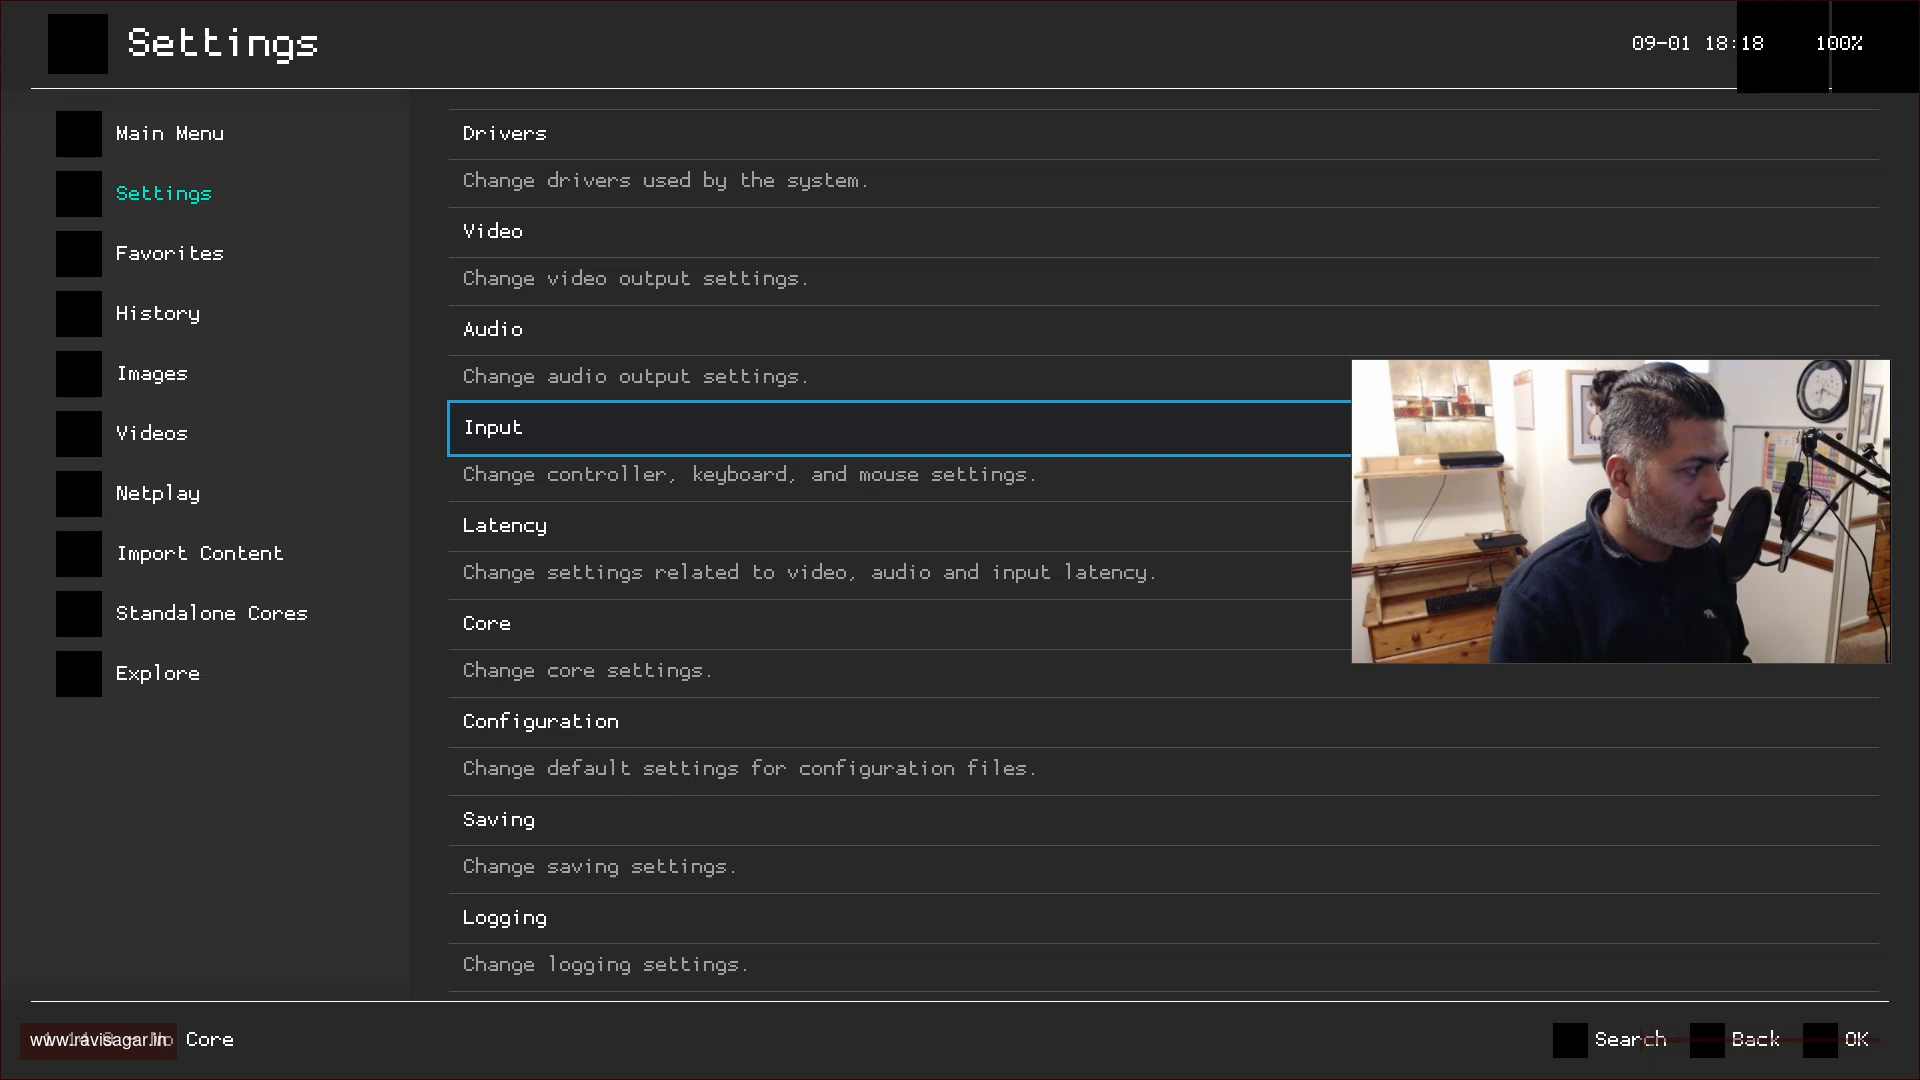 Settings
09-01 18:18
100%
Main Menu
Settings
Favorites
History
Images
Videos
Netplay
Import Content
Standalone Cores
Explore
Drivers
Change drivers used by the system.
Video
Change video output settings.
Audio
Change audio output settings.
Input
Change controller, keyboard, and mouse settings.
Latency
Change settings related to video, audio and input latency.
Core
Change core settings.
Configuration
Change default settings for configuration files.
Saving
Change saving settings.
Logging
Change logging settings.
www.ravisagar.in
Core
Search
Back
OK